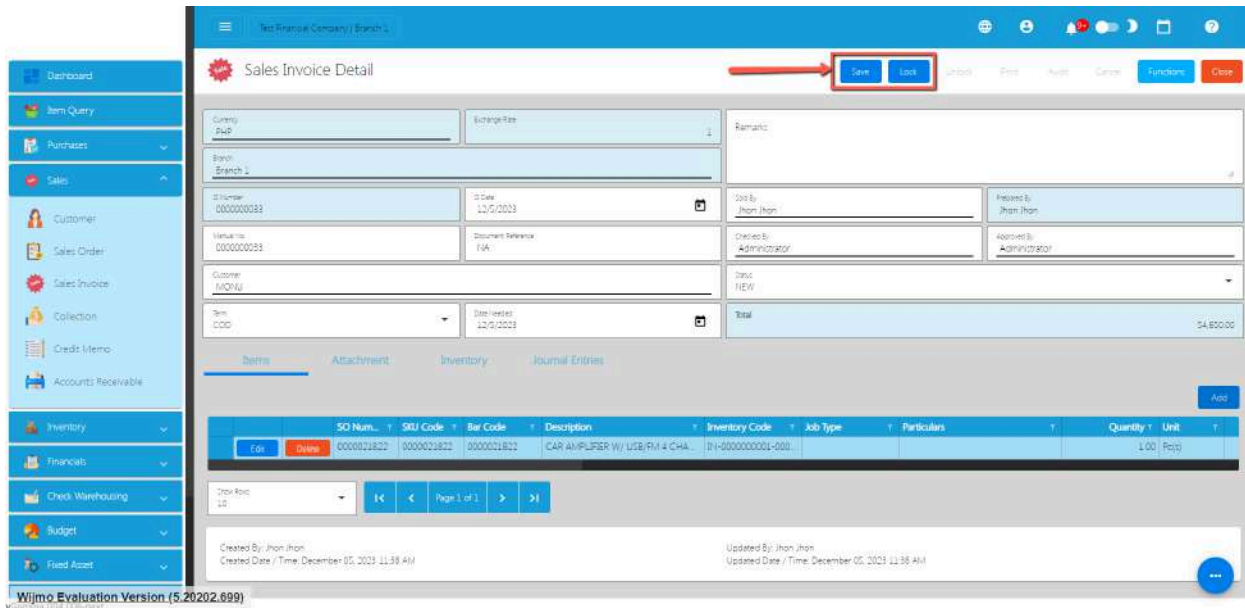 Test Financial Company | Branch 1
9+
Dashboard
Item Query
Purchases
Sales
Customer
Sales Order
Sales Invoice
Collection
Credit Memo
Accounts Receivable
Inventory
Financials
Check Warehousing
Budget
Fixed Asset
Wijmo Evaluation Version (5.20202.699)
Sales Invoice Detail
Save Lock Unlock Print Cancel Functions Close
Currency
PHP
Exchange Rate
1
Remarks
Branch
Branch 1
SI Number
0000000033
SI Date
12/5/2023
Sold By
Jhon Jhon
Prepared By
Jhon Jhon
Manual No.
0000000033
Document Reference
NA
Checked By
Administrator
Approved By
Administrator
Customer
MONU
Status
NEW
Term
COD
Date Needed
12/5/2023
Total
54,650.00
Items Attachment Inventory Journal Entries
Add
SO Num... SKU Code Bar Code Description Inventory Code Job Type Particulars Quantity Unit
Edit Delete 0000021822 0000021822 0000021822 CAR AMPLIFIER W/ USB/FM 4 CHA... IN-0000000001-000... 1.00 Pc(s)
Show Rows
10
Page 1 of 1
Created By: Jhon Jhon
Created Date / Time: December 05, 2023 11:38 AM
Updated By: Jhon Jhon
Updated Date / Time: December 05, 2023 11:38 AM